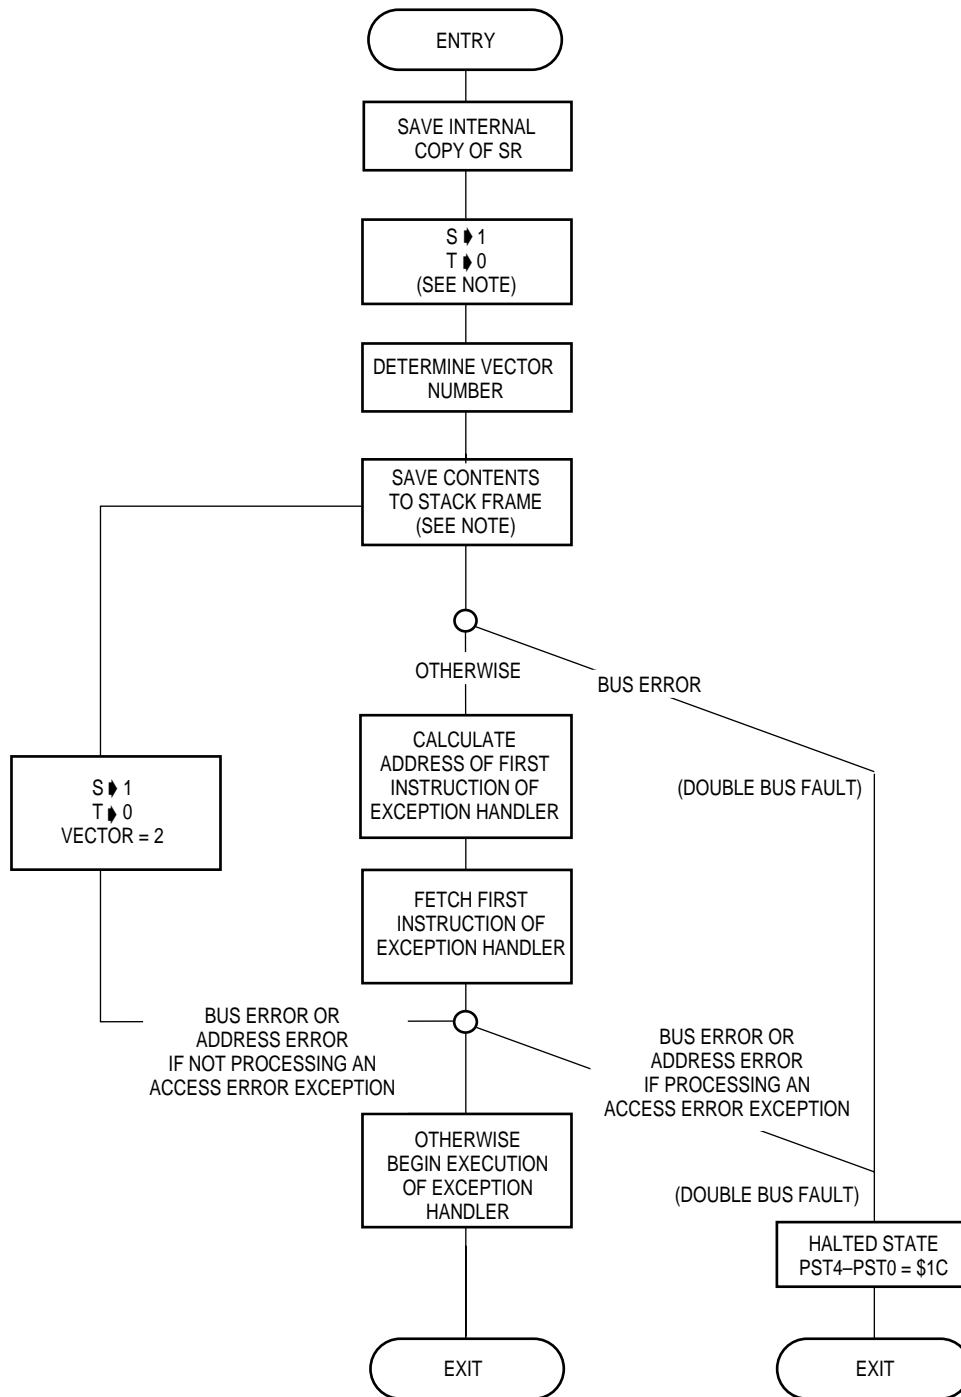 ENTRY
SAVE INTERNAL
COPY OF SR
S ➧ 1
T ➧ 0
(SEE NOTE)
DETERMINE VECTOR
NUMBER
SAVE CONTENTS
TO STACK FRAME
(SEE NOTE)
OTHERWISE
BUS ERROR
CALCULATE
ADDRESS OF FIRST
INSTRUCTION OF
EXCEPTION HANDLER
(DOUBLE BUS FAULT)
S ➧ 1
T ➧ 0
VECTOR = 2
FETCH FIRST
INSTRUCTION OF
EXCEPTION HANDLER
BUS ERROR OR
ADDRESS ERROR
IF NOT PROCESSING AN
ACCESS ERROR EXCEPTION
BUS ERROR OR
ADDRESS ERROR
IF PROCESSING AN
ACCESS ERROR EXCEPTION
OTHERWISE
BEGIN EXECUTION
OF EXCEPTION
HANDLER
(DOUBLE BUS FAULT)
HALTED STATE
PST4–PST0 = $1C
EXIT
EXIT